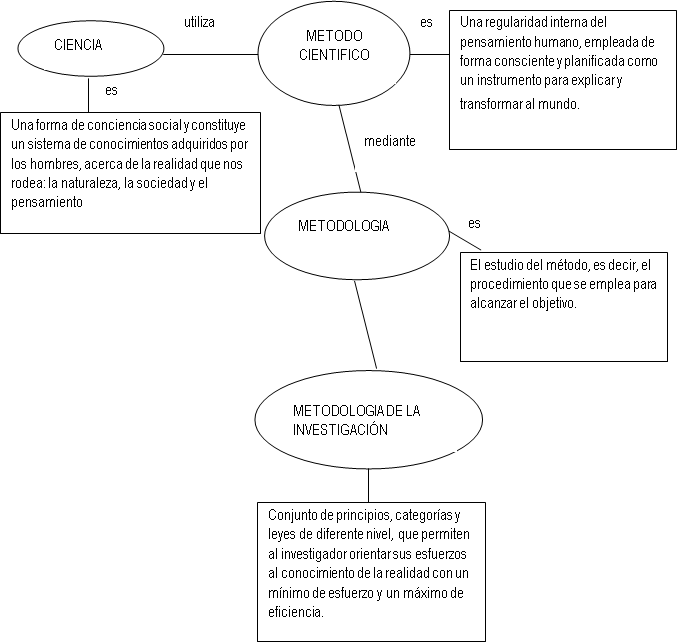 CIENCIA
utiliza
METODO
CIENTIFICO
es
Una regularidad interna del
pensamiento humano, empleada de
forma consciente y planificada como
un instrumento para explicar y
transformar al mundo.
es
Una forma de conciencia social y constituye
un sistema de conocimientos adquiridos por
los hombres, acerca de la realidad que nos
rodea: la naturaleza, la sociedad y el
pensamiento
mediante
METODOLOGIA
es
El estudio del método, es decir, el
procedimiento que se emplea para
alcanzar el objetivo.
METODOLOGIA DE LA
INVESTIGACIÓN
Conjunto de principios, categorías y
leyes de diferente nivel, que permiten
al investigador orientar sus esfuerzos
al conocimiento de la realidad con un
mínimo de esfuerzo y un máximo de
eficiencia.